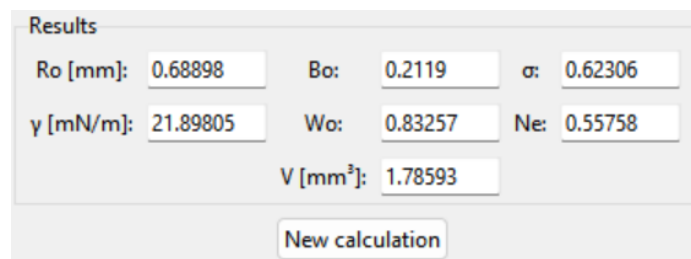 Results
Ro [mm]: 0.68898 Bo: 0.2119 σ: 0.62306
γ [mN/m]: 21.89805 Wo: 0.83257 Ne: 0.55758
V [mm³]: 1.78593
New calculation